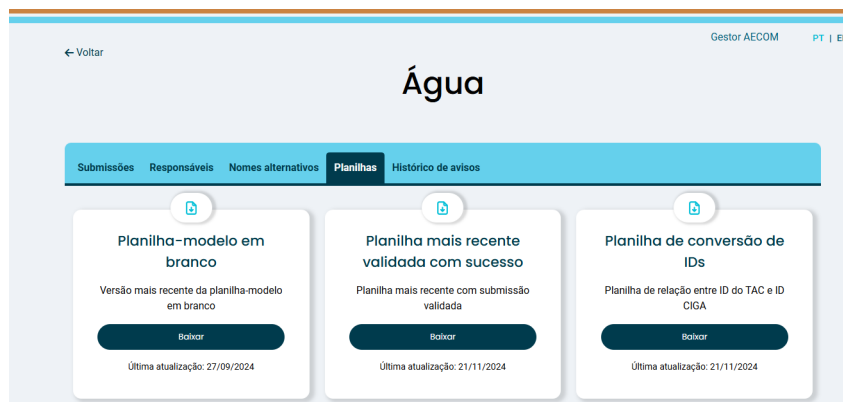 Gestor AECOM
PT | E
← Voltar
Água
Submissões Responsáveis Nomes alternativos Planilhas Histórico de avisos
Planilha-modelo em
branco
Versão mais recente da planilha-modelo
em branco
Baixar
Última atualização: 27/09/2024
Planilha mais recente
validada com sucesso
Planilha mais recente com submissão
validada
Baixar
Última atualização: 21/11/2024
Planilha de conversão de
IDs
Planilha de relação entre ID do TAC e ID
CIGA
Baixar
Última atualização: 21/11/2024